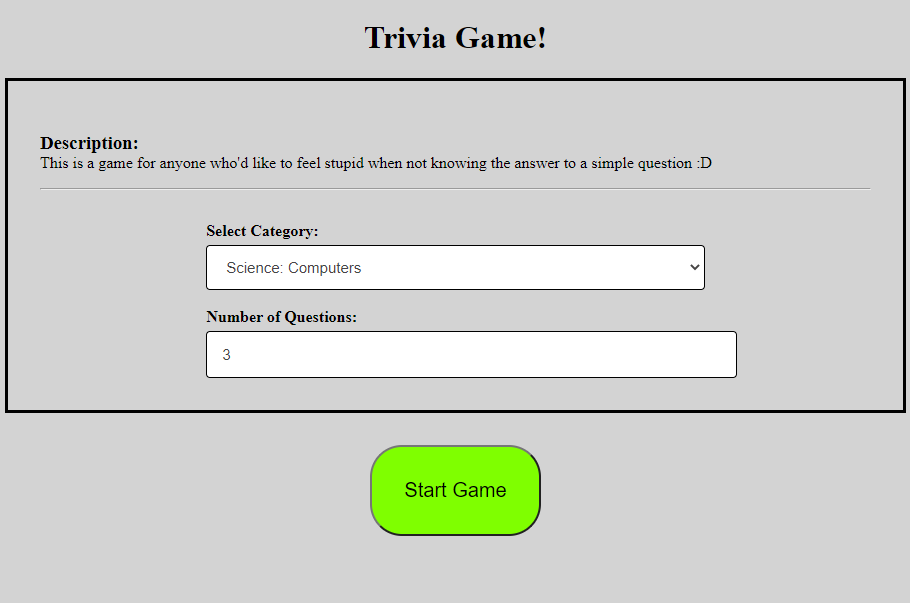 Trivia Game!
Description:
This is a game for anyone who'd like to feel stupid when not knowing the answer to a simple question :D
Select Category:
Science: Computers
Number of Questions:
3
Start Game